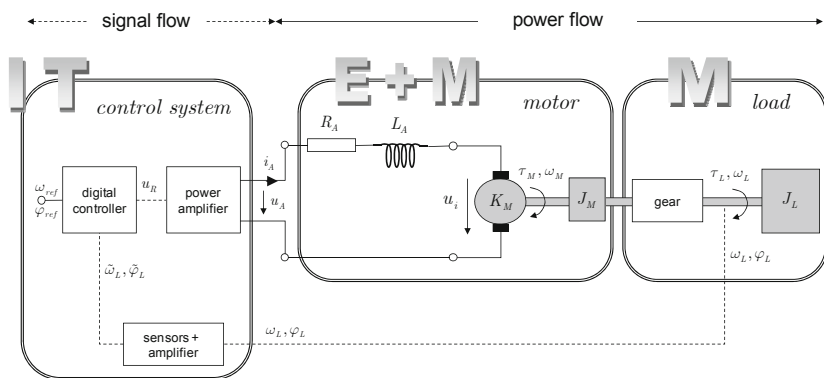 signal flow
power flow
IT
E + M
M
control system
motor
load
R_A
L_A
i_A
u_A
ω_ref
φ_ref
digital
controller
u_R
power
amplifier
u_i
K_M
τ_M, ω_M
J_M
gear
τ_L, ω_L
J_L
ω̃_L, φ̃_L
ω_L, φ_L
sensors+
amplifier
ω_L, φ_L